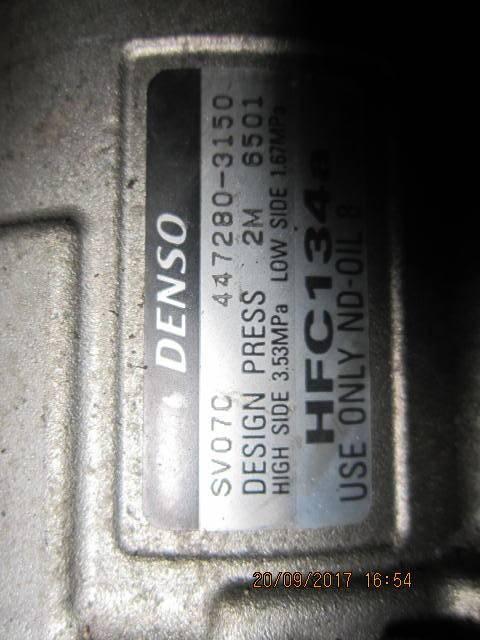 DENSO
SV07C 447280-3150
DESIGN PRESS 2M 6501
HIGH SIDE 3.53MPa LOW SIDE 1.67MPa
HFC134a
USE ONLY ND-OIL 8
20/09/2017 16:54